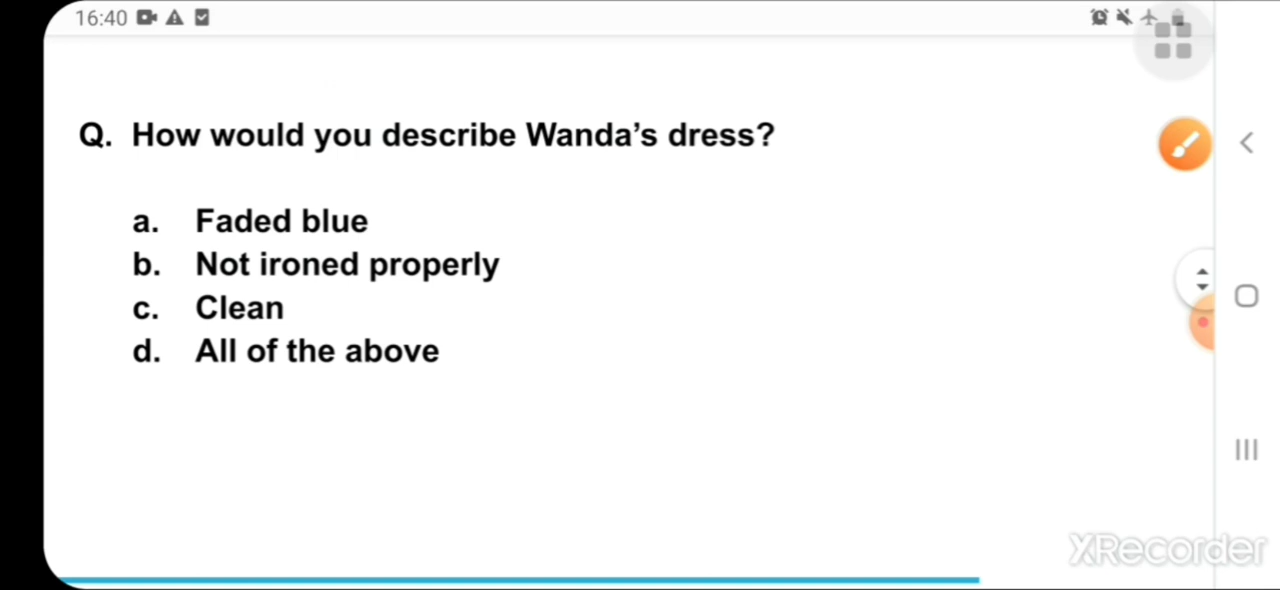 16:40
Q. How would you describe Wanda’s dress?
a. Faded blue
b. Not ironed properly
c. Clean
d. All of the above
XRecorder